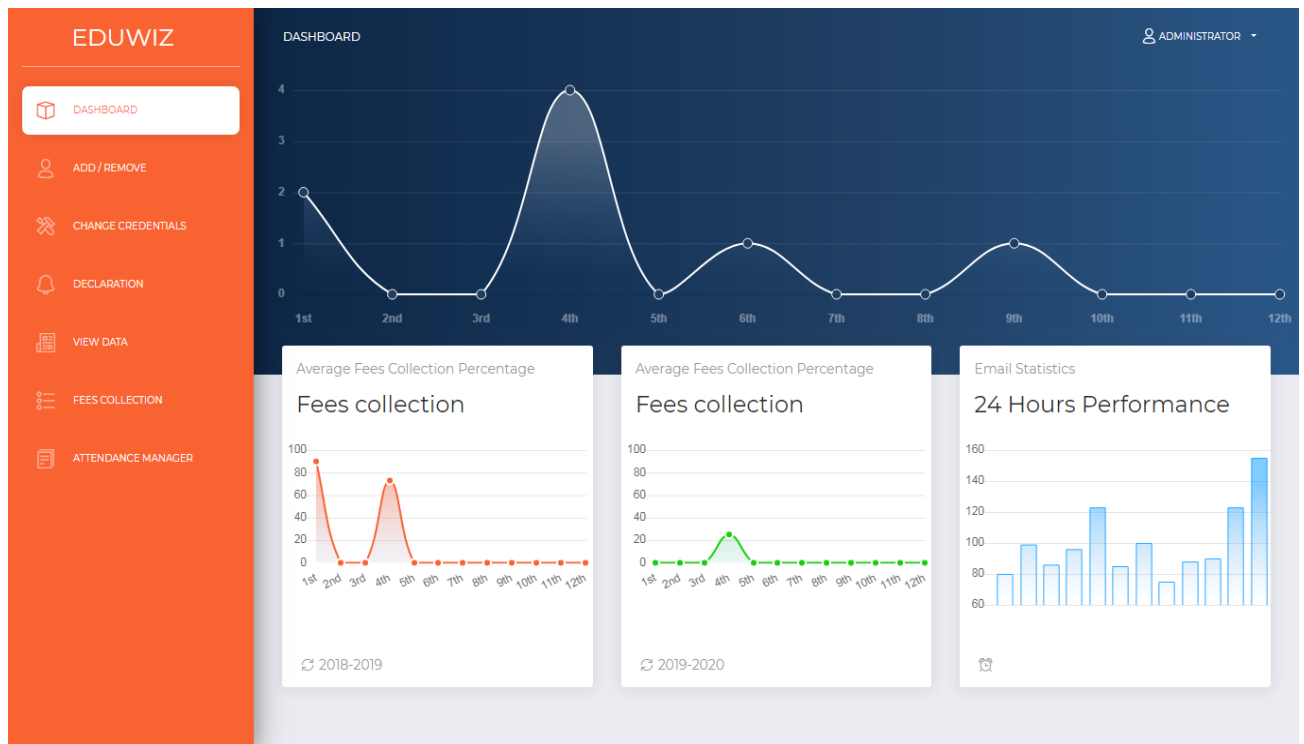 EDUWIZ
DASHBOARD
ADD / REMOVE
CHANGE CREDENTIALS
DECLARATION
VIEW DATA
FEES COLLECTION
ATTENDANCE MANAGER
DASHBOARD
ADMINISTRATOR
4
3
2
1
0
1st 2nd 3rd 4th 5th 6th 7th 8th 9th 10th 11th 12th
Average Fees Collection Percentage
Fees collection
100
80
60
40
20
0
1st 2nd 3rd 4th 5th 6th 7th 8th 9th 10th 11th 12th
2018-2019
Average Fees Collection Percentage
Fees collection
100
80
60
40
20
0
1st 2nd 3rd 4th 5th 6th 7th 8th 9th 10th 11th 12th
2019-2020
Email Statistics
24 Hours Performance
160
140
120
100
80
60